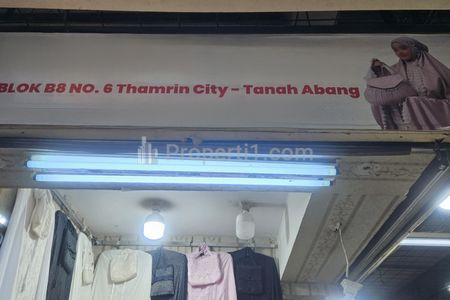 BLOK B8 NO. 6 Thamrin City - Tanah Abang
Properti1.com